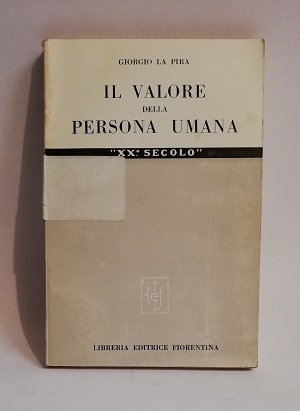 GIORGIO LA PIRA
IL VALORE
DELLA
PERSONA UMANA
"XX.º SECOLO"
LIBRERIA EDITRICE FIORENTINA